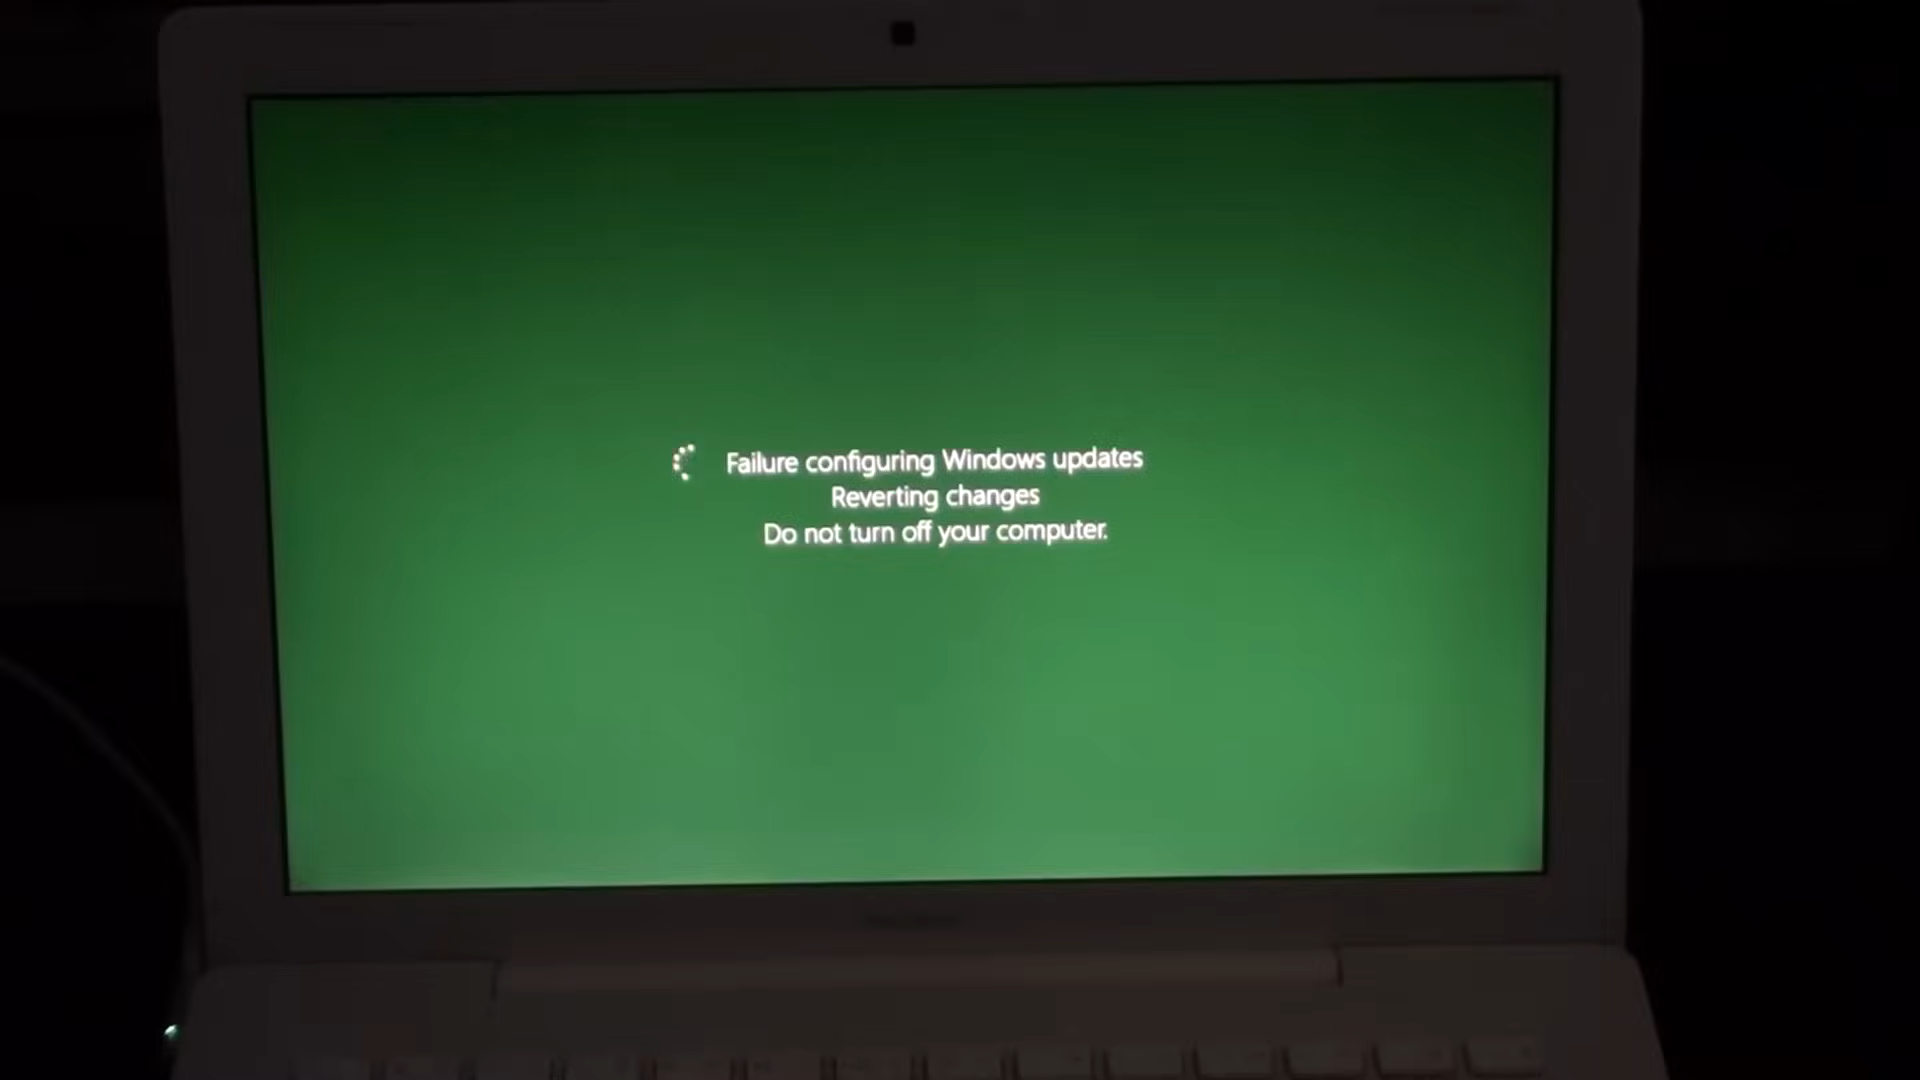 Failure configuring Windows updates
Reverting changes
Do not turn off your computer.